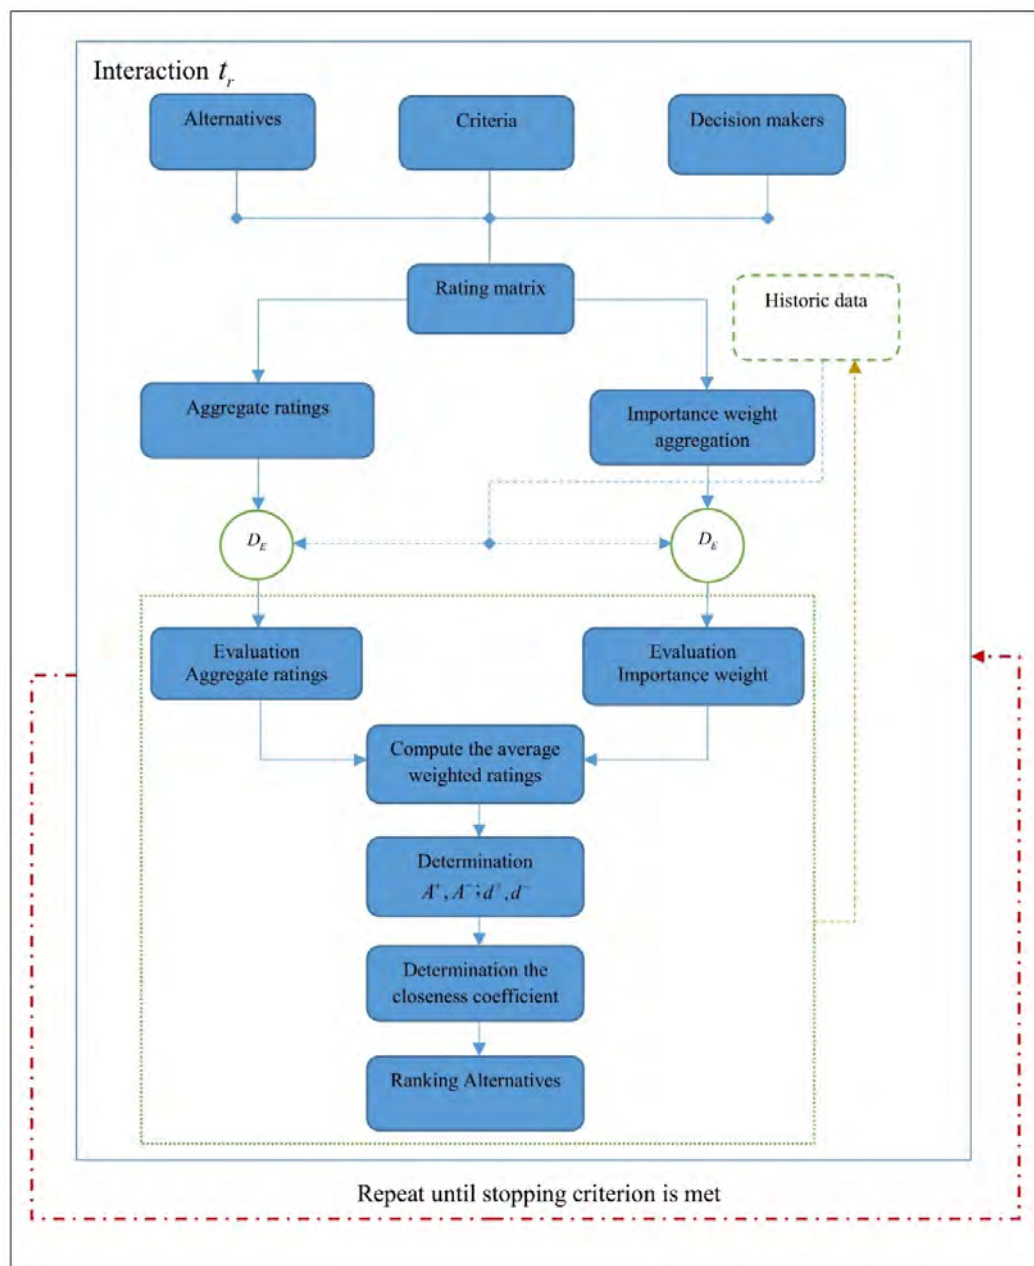 Interaction t_r
Alternatives
Criteria
Decision makers
Rating matrix
Historic data
Aggregate ratings
Importance weight
aggregation
D_E
D_E
Evaluation
Aggregate ratings
Evaluation
Importance weight
Compute the average
weighted ratings
Determination
A⁺, A⁻; d⁺, d⁻
Determination the
closeness coefficient
Ranking Alternatives
Repeat until stopping criterion is met